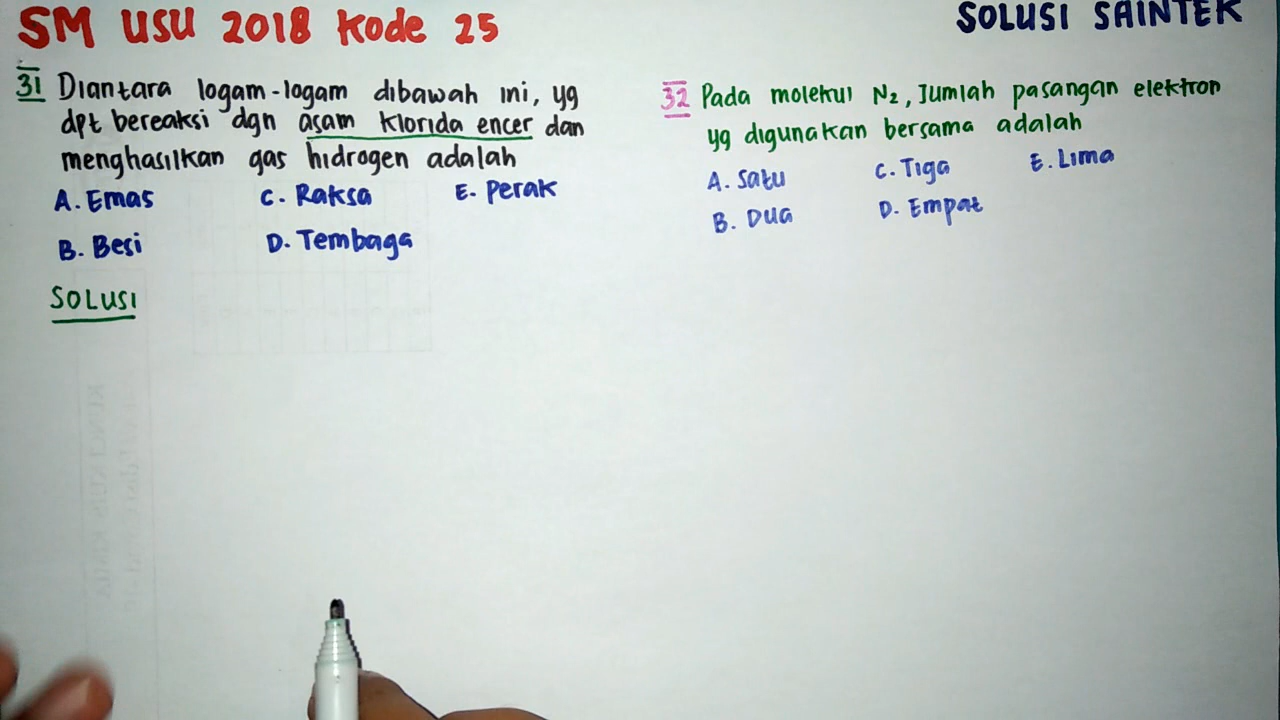 SM USU 2018 Kode 25
SOLUSI SAINTEK
31 Diantara logam-logam dibawah ini, yg
dpt bereaksi dgn asam klorida encer dan
menghasilkan gas hidrogen adalah
A. Emas C. Raksa E. Perak
B. Besi D. Tembaga
SOLUSI
32 Pada molekul N2, Jumlah pasangan elektron
yg digunakan bersama adalah
A. Satu C. Tiga E. Lima
B. Dua D. Empat